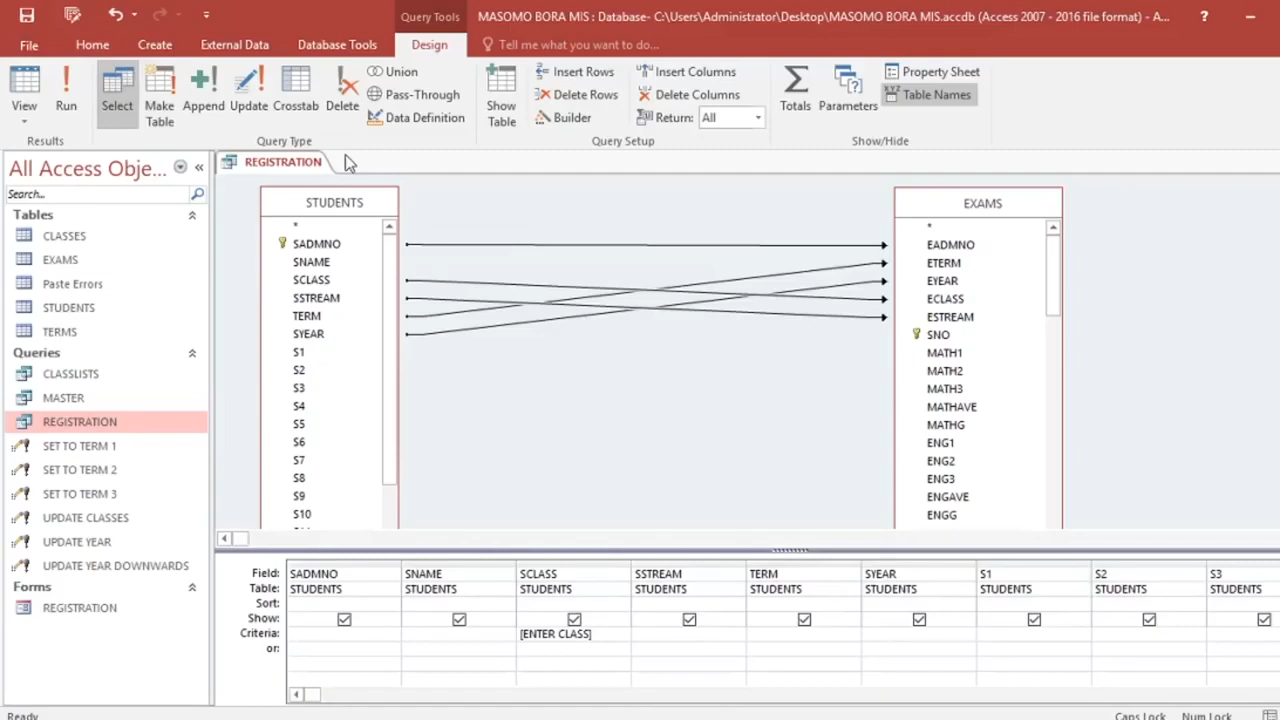 MASOMO BORA MIS : Database- C:\Users\Administrator\Desktop\MASOMO BORA MIS.accdb (Access 2007 - 2016 file format) - A...
Query Tools
File Home Create External Data Database Tools Design Tell me what you want to do...
View
Run
Results
Select
Make Table
Append
Update
Crosstab
Delete
Union
Pass-Through
Data Definition
Query Type
Show Table
Insert Rows
Delete Rows
Builder
Insert Columns
Delete Columns
Return: All
Query Setup
Totals
Parameters
Property Sheet
XYZ Table Names
Show/Hide
All Access Obje...
Search...
Tables
CLASSES
EXAMS
Paste Errors
STUDENTS
TERMS
Queries
CLASSLISTS
MASTER
REGISTRATION
SET TO TERM 1
SET TO TERM 2
SET TO TERM 3
UPDATE CLASSES
UPDATE YEAR
UPDATE YEAR DOWNWARDS
Forms
REGISTRATION
REGISTRATION
STUDENTS
*
SADMNO
SNAME
SCLASS
SSTREAM
TERM
SYEAR
S1
S2
S3
S4
S5
S6
S7
S8
S9
S10
EXAMS
*
EADMNO
ETERM
EYEAR
ECLASS
ESTREAM
SNO
MATH1
MATH2
MATH3
MATHAVE
MATHG
ENG1
ENG2
ENG3
ENGAVE
ENGG
Field: SADMNO SNAME SCLASS SSTREAM TERM SYEAR S1 S2 S3
Table: STUDENTS STUDENTS STUDENTS STUDENTS STUDENTS STUDENTS STUDENTS STUDENTS STUDENTS
Sort:
Show:
Criteria: [ENTER CLASS]
or:
Ready
Caps Lock Num Lock